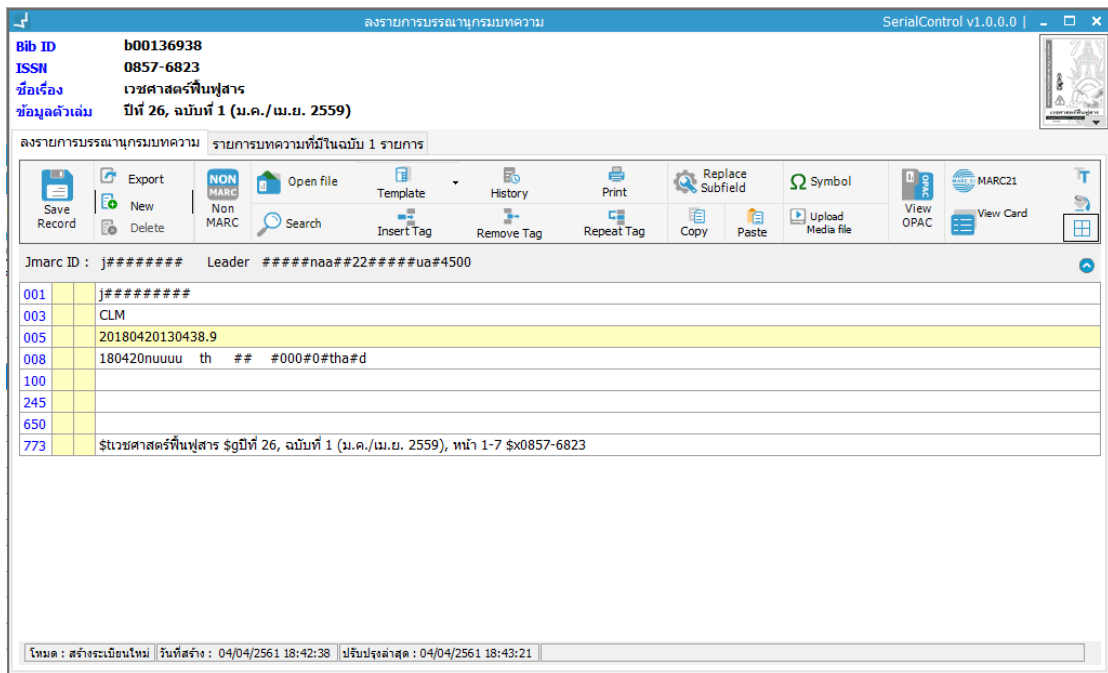 ลงรายการบรรณานุกรมบทความ SerialControl v1.0.0.0 |
Bib ID b00136938
ISSN 0857-6823
ชื่อเรื่อง เวชศาสตร์ฟื้นฟูสาร
ข้อมูลตัวเล่ม ปีที่ 26, ฉบับที่ 1 (ม.ค./เม.ย. 2559)
ลงรายการบรรณานุกรมบทความ รายการบทความที่มีในฉบับ 1 รายการ
Save Record
Export
New
Delete
NON MARC
Non MARC
Open file
Search
Template
Insert Tag
History
Remove Tag
Print
Repeat Tag
Replace Subfield
Copy
Paste
Ω Symbol
Upload Media file
OPAC
View OPAC
MARC21
View Card
Jmarc ID : j######## Leader #####naa##22#####ua#4500
001 j#########
003 CLM
005 20180420130438.9
008 180420nuuuu th ## #000#0#tha#d
100
245
650
773 $tเวชศาสตร์ฟื้นฟูสาร $gปีที่ 26, ฉบับที่ 1 (ม.ค./เม.ย. 2559), หน้า 1-7 $x0857-6823
โหมด : สร้างระเบียนใหม่ วันที่สร้าง : 04/04/2561 18:42:38 ปรับปรุงล่าสุด : 04/04/2561 18:43:21